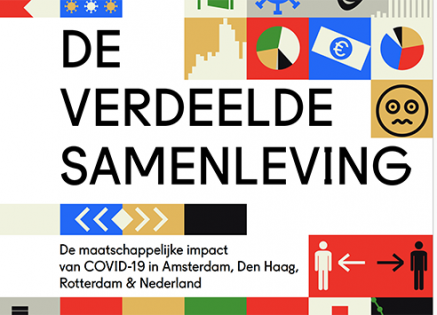 DE
VERDEELDE
SAMENLEVING
De maatschappelijke impact
van COVID-19 in Amsterdam, Den Haag,
Rotterdam & Nederland